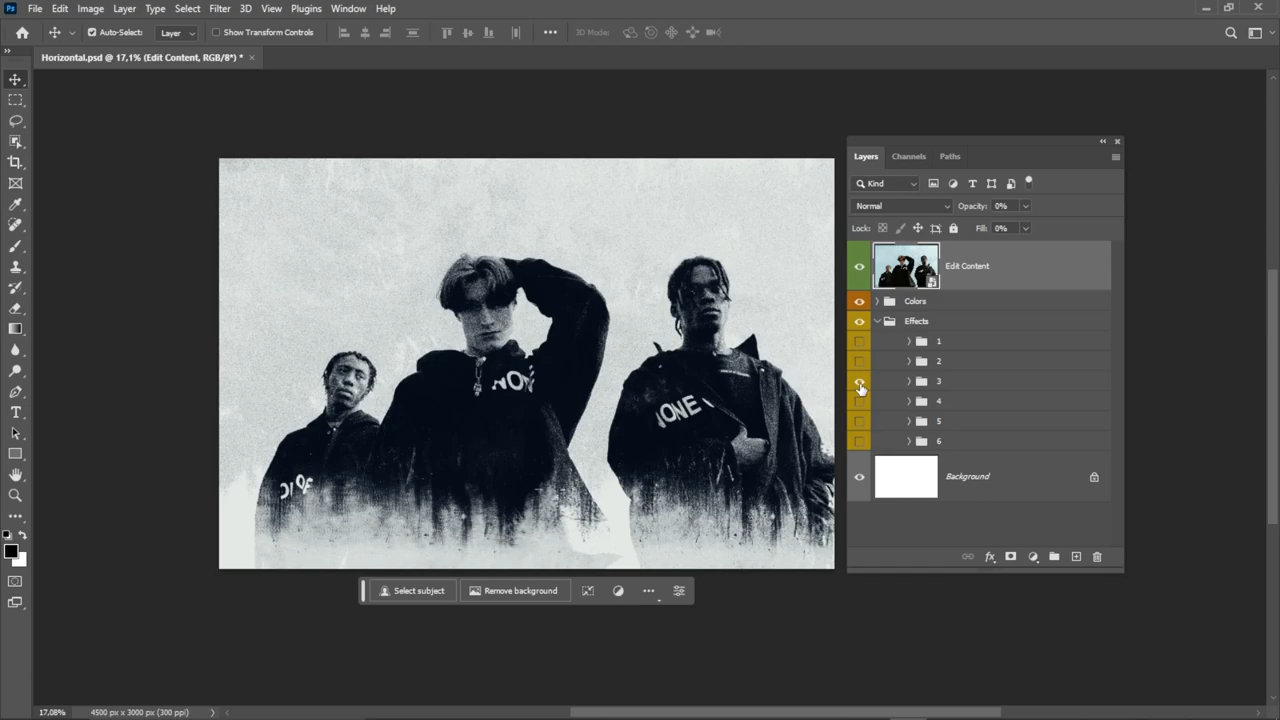 Ps File Edit Image Layer Type Select Filter 3D View Plugins Window Help
Auto-Select: Layer Show Transform Controls 3D Mode:
Horizontal.psd @ 17,1% (Edit Content, RGB/8*) *
Layers Channels Paths
Kind
Normal Opacity: 0%
Lock: Fill: 0%
Edit Content
Colors
Effects
1
2
3
4
5
6
Background
NONE
Select subject Remove background
17,08% 4500 px x 3000 px (300 ppi)